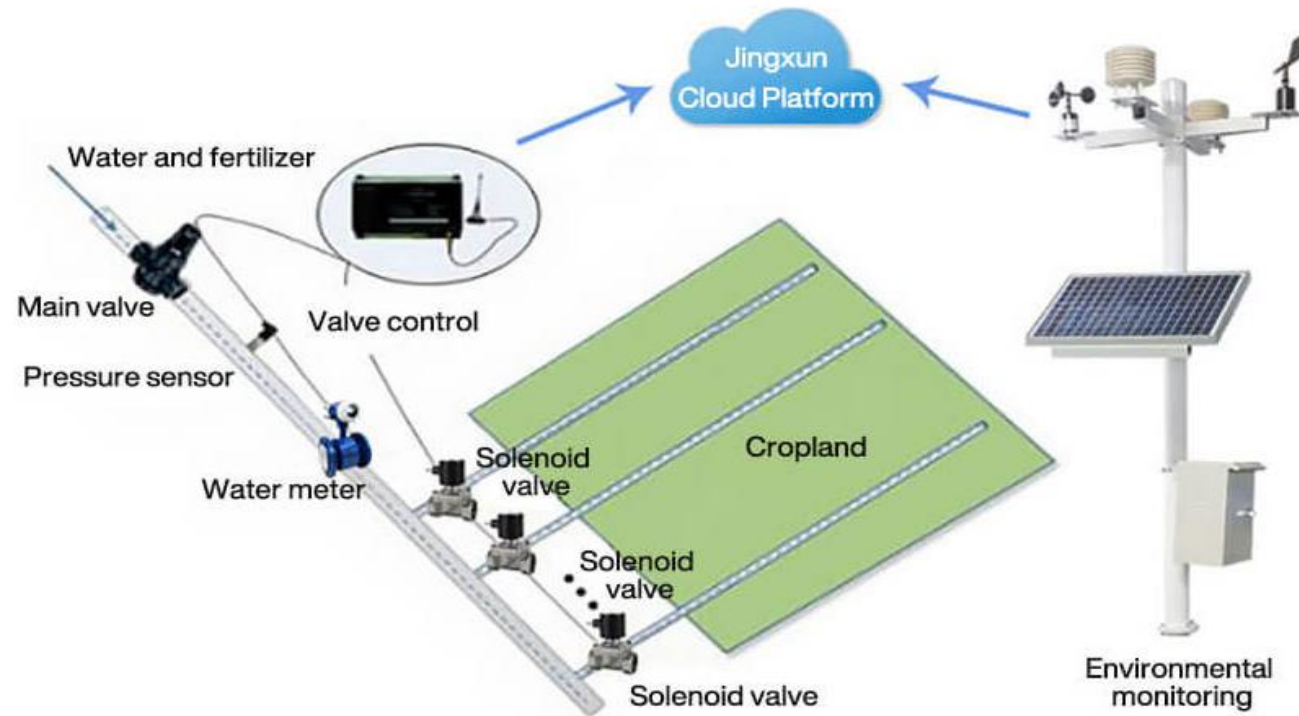 Jingxun
Cloud Platform
Water and fertilizer
Main valve
Valve control
Pressure sensor
Water meter
Solenoid
valve
Cropland
Solenoid
valve
Solenoid valve
Environmental
monitoring